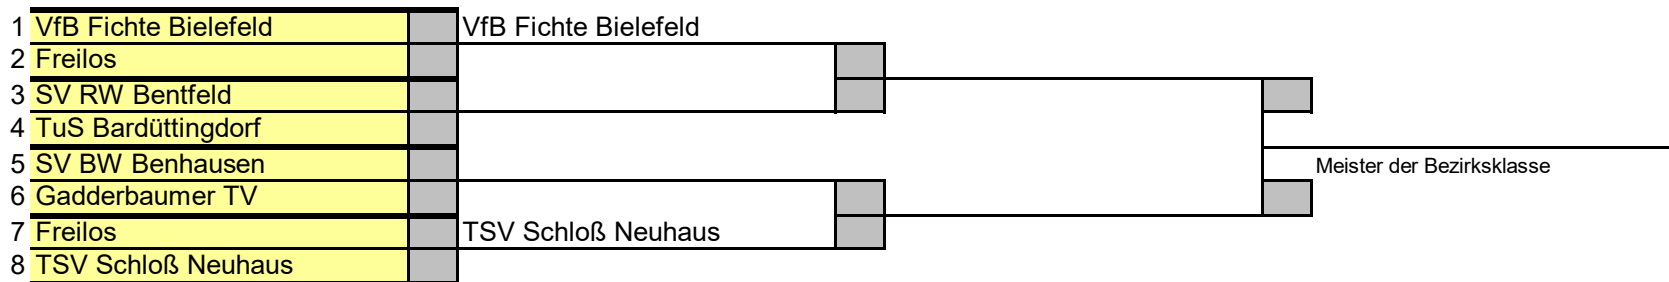 1 VfB Fichte Bielefeld VfB Fichte Bielefeld
2 Freilos
3 SV RW Bentfeld
4 TuS Bardüttingdorf
5 SV BW Benhausen Meister der Bezirksklasse
6 Gadderbaumer TV
7 Freilos TSV Schloß Neuhaus
8 TSV Schloß Neuhaus